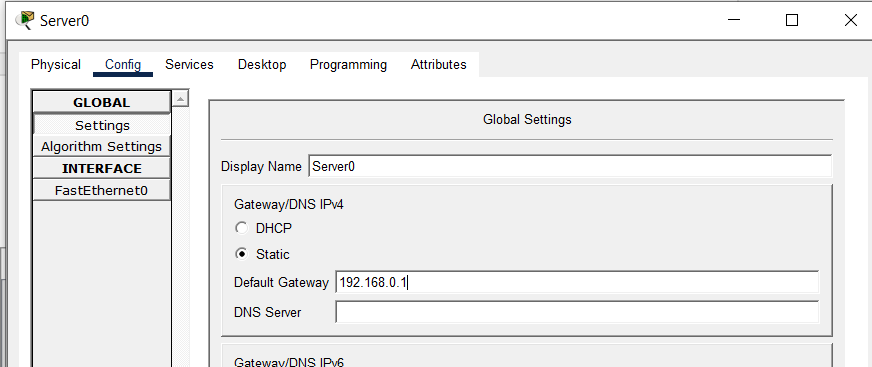 Server0
Physical Config Services Desktop Programming Attributes
GLOBAL
Settings
Algorithm Settings
INTERFACE
FastEthernet0
Global Settings
Display Name Server0
Gateway/DNS IPv4
DHCP
Static
Default Gateway 192.168.0.1
DNS Server
Gateway/DNS IPv6